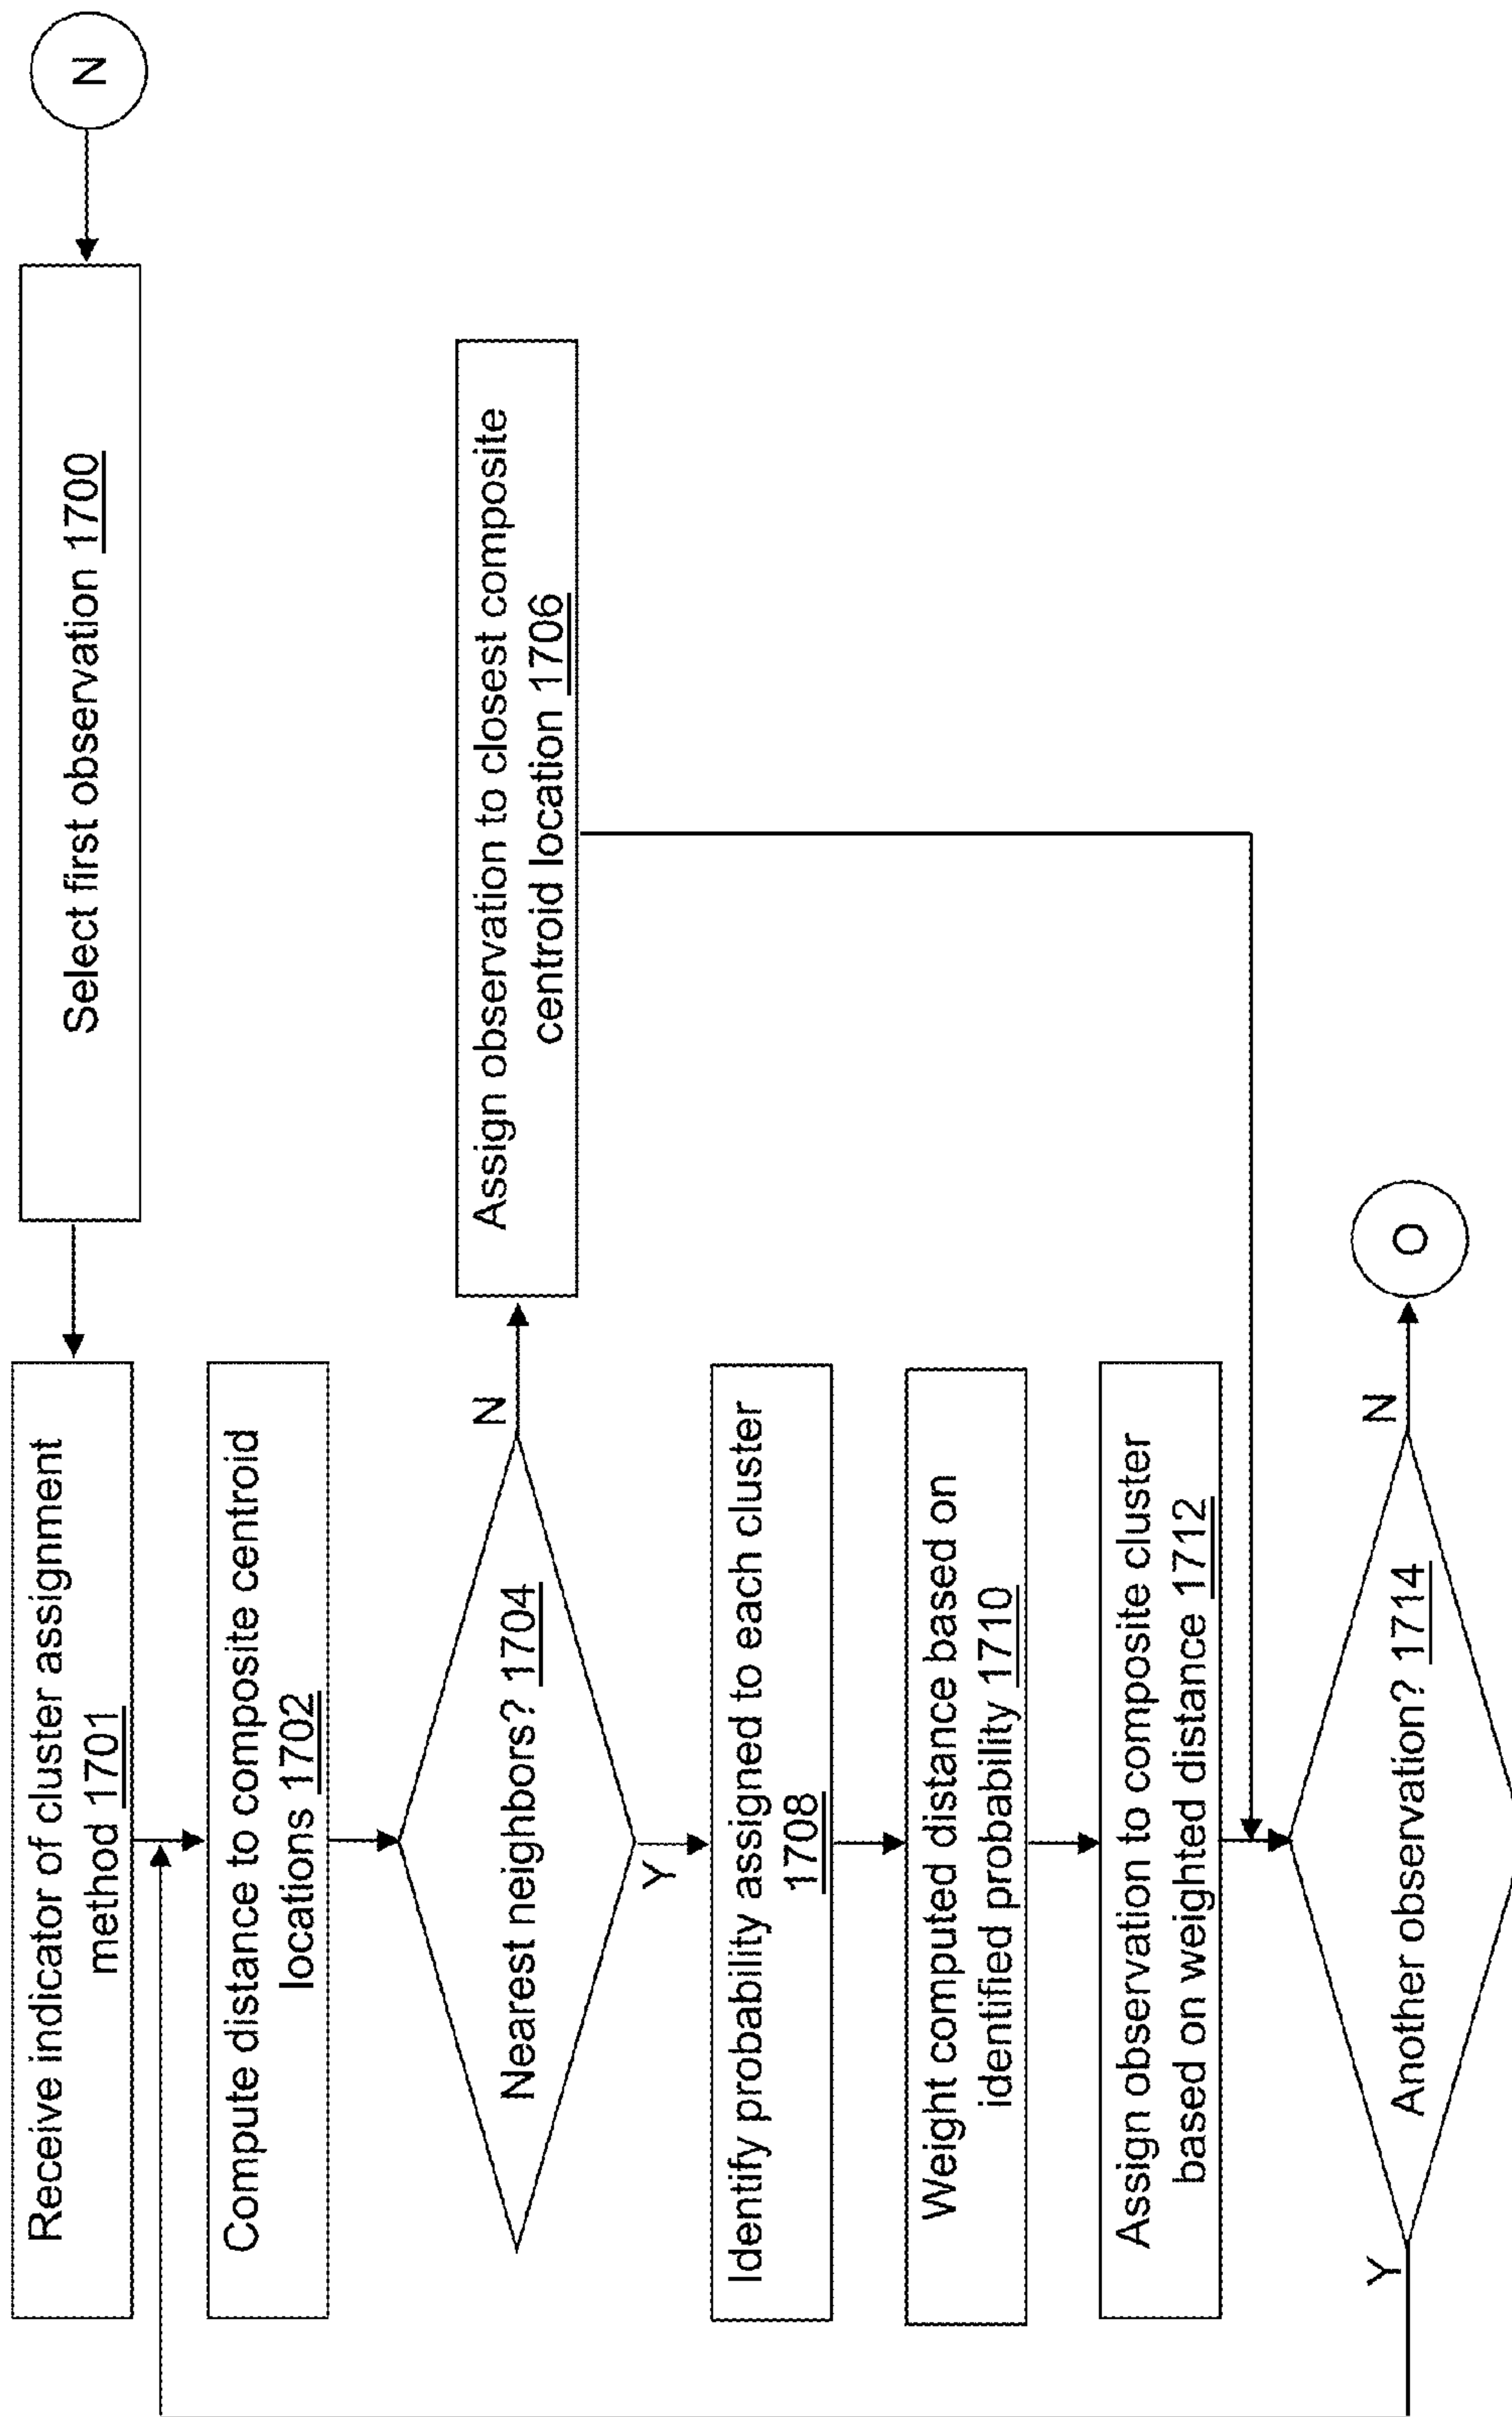 N
Select first observation 1700
Receive indicator of cluster assignment
method 1701
Compute distance to composite centroid
locations 1702
Nearest neighbors? 1704
N
Assign observation to closest composite
centroid location 1706
Y
Identify probability assigned to each cluster
1708
Weight computed distance based on
identified probability 1710
Assign observation to composite cluster
based on weighted distance 1712
Another observation? 1714
Y
N
O